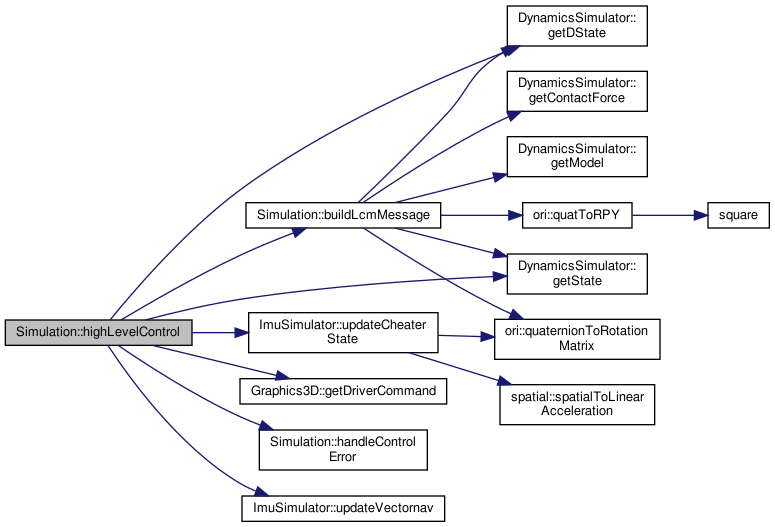 DynamicsSimulator::
getDState
DynamicsSimulator::
getContactForce
DynamicsSimulator::
getModel
Simulation::buildLcmMessage
ori::quatToRPY
square
DynamicsSimulator::
getState
Simulation::highLevelControl
ImuSimulator::updateCheater
State
ori::quaternionToRotation
Matrix
Graphics3D::getDriverCommand
spatial::spatialToLinear
Acceleration
Simulation::handleControl
Error
ImuSimulator::updateVectornav